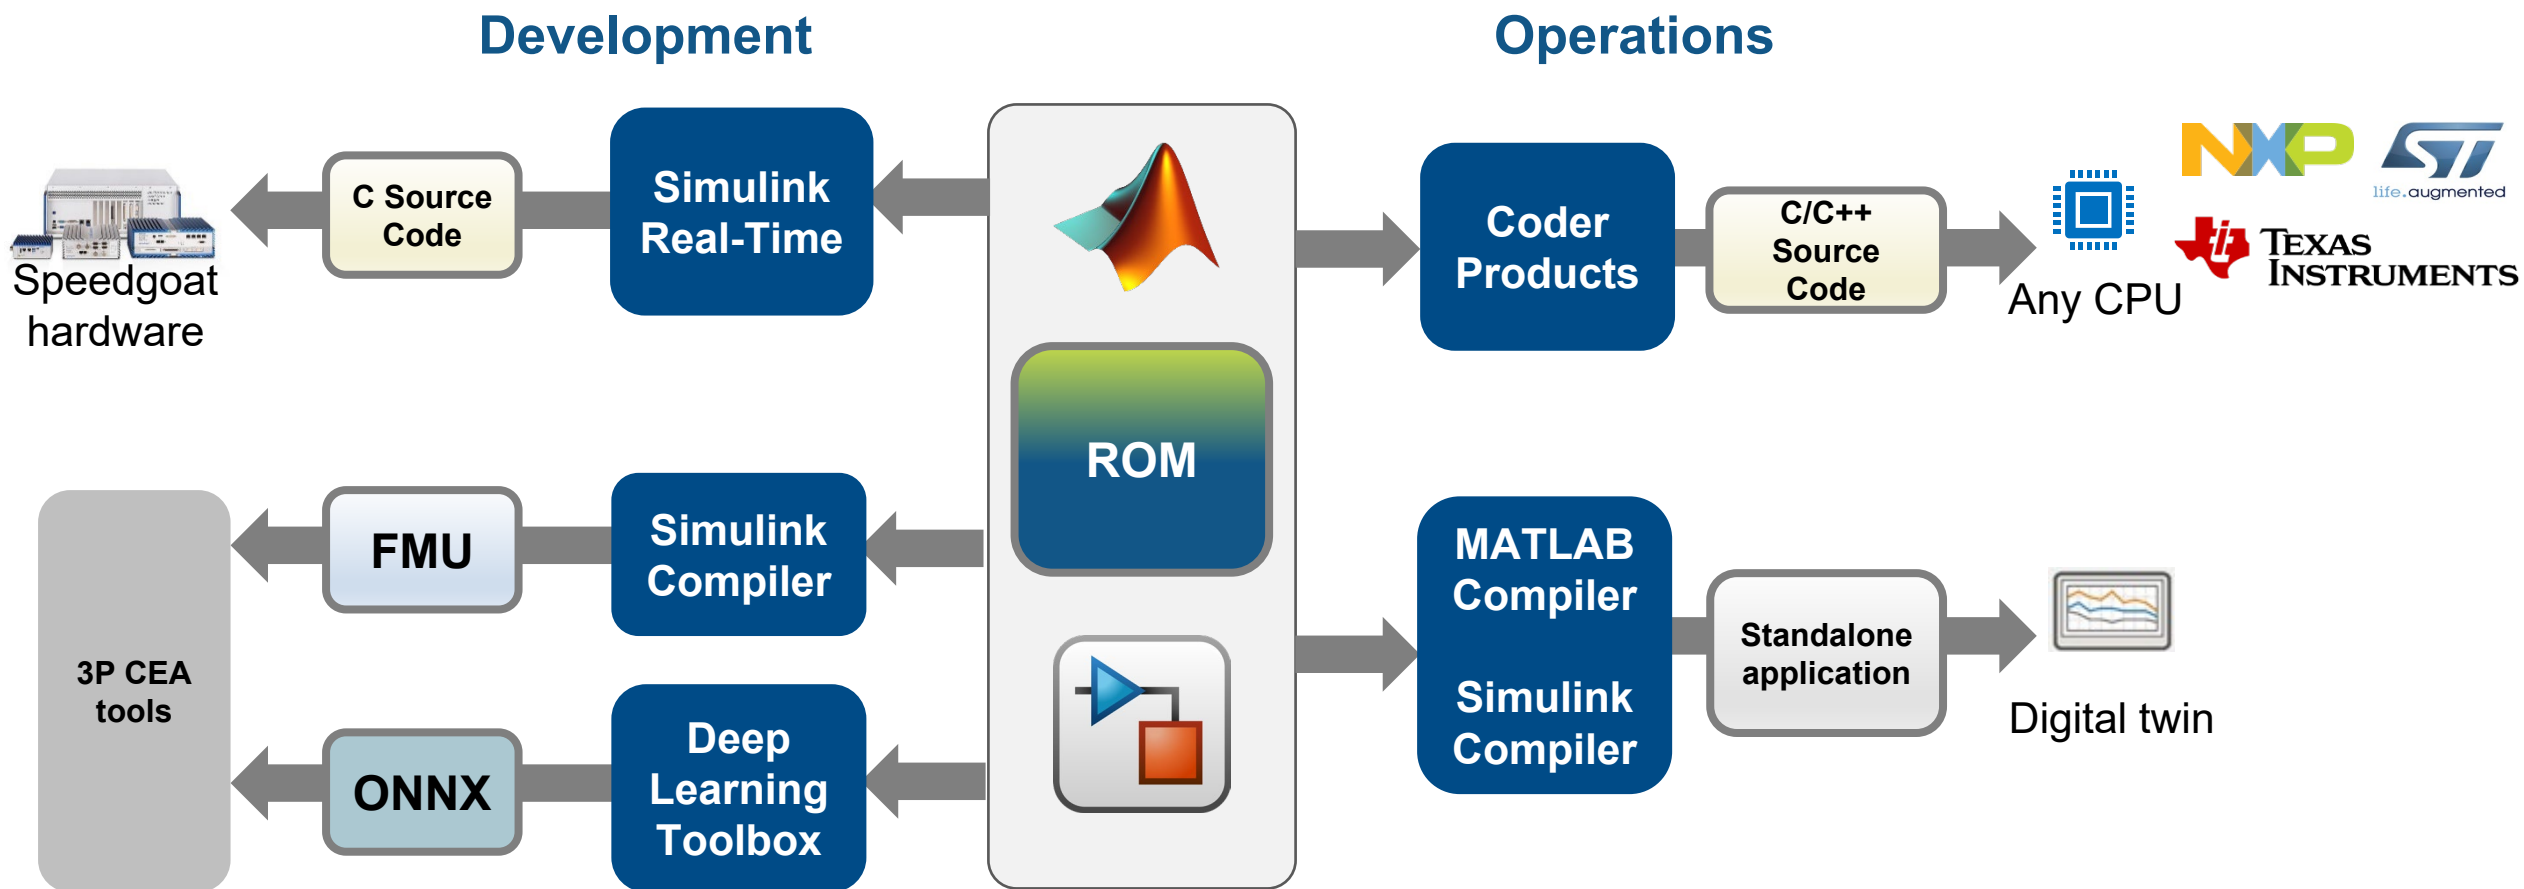 Development
Operations
Speedgoat
hardware
C Source
Code
Simulink
Real-Time
Coder
Products
C/C++
Source
Code
Any CPU
NXP
ST
life.augmented
TEXAS
INSTRUMENTS
ROM
3P CEA
tools
FMU
Simulink
Compiler
ONNX
Deep
Learning
Toolbox
MATLAB
Compiler
Simulink
Compiler
Standalone
application
Digital twin